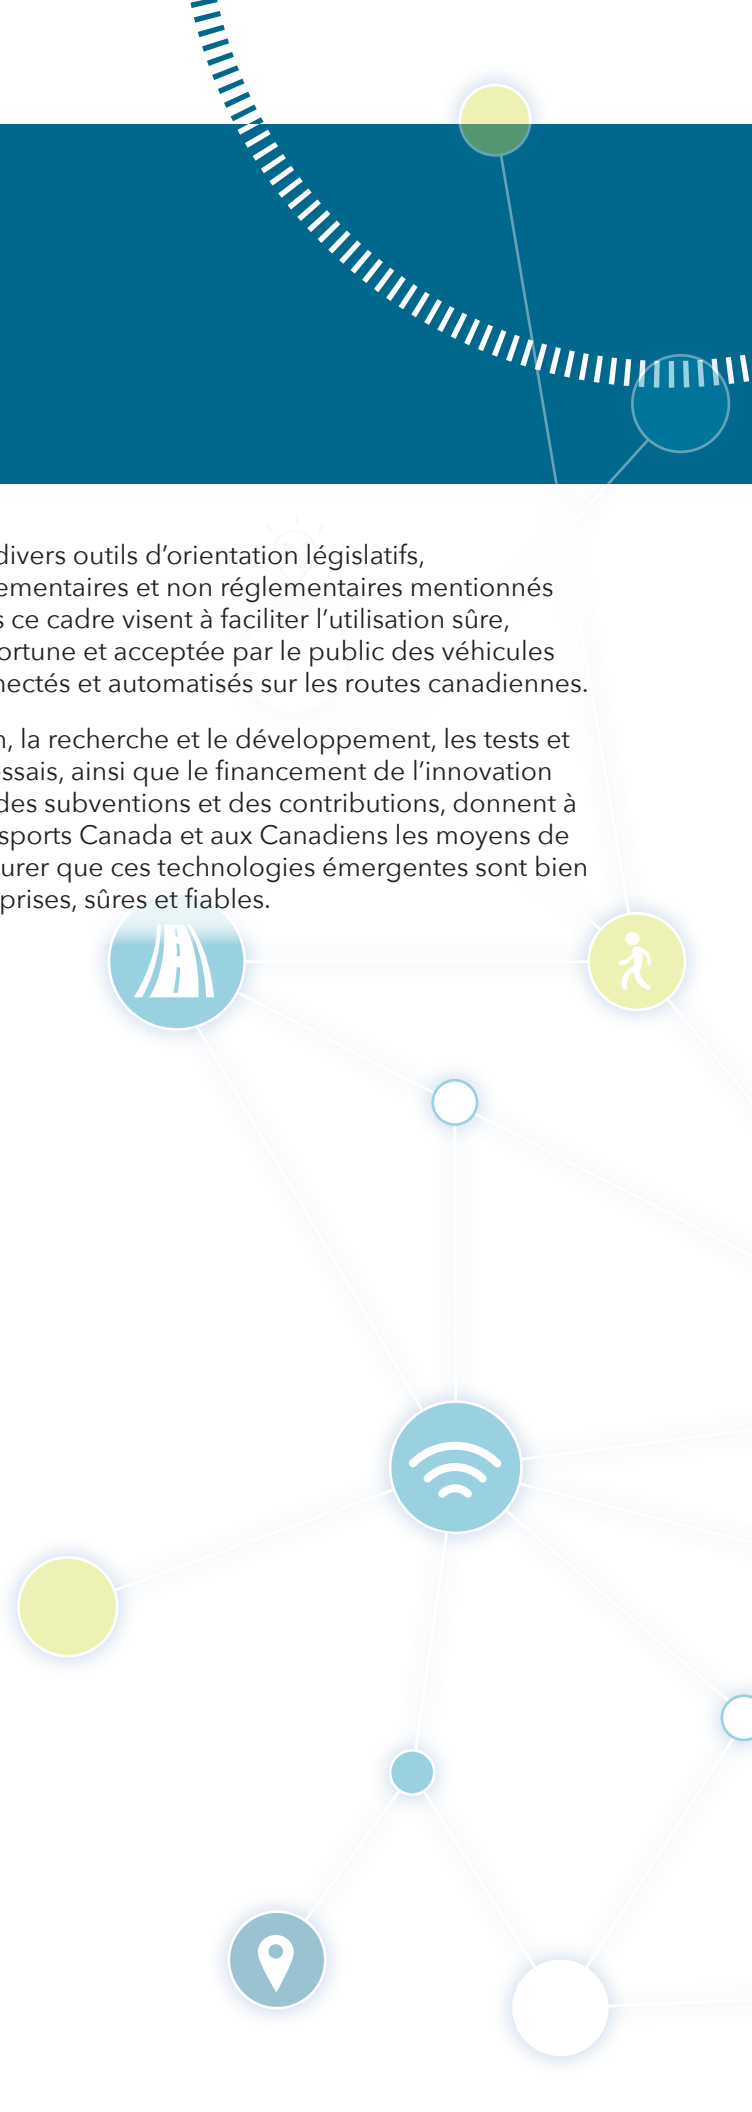 divers outils d’orientation législatifs,
ementaires et non réglementaires mentionnés
s ce cadre visent à faciliter l’utilisation sûre,
ortune et acceptée par le public des véhicules
nectés et automatisés sur les routes canadiennes.
n, la recherche et le développement, les tests et
essais, ainsi que le financement de l’innovation
des subventions et des contributions, donnent à
sports Canada et aux Canadiens les moyens de
urer que ces technologies émergentes sont bien
prises, sûres et fiables.